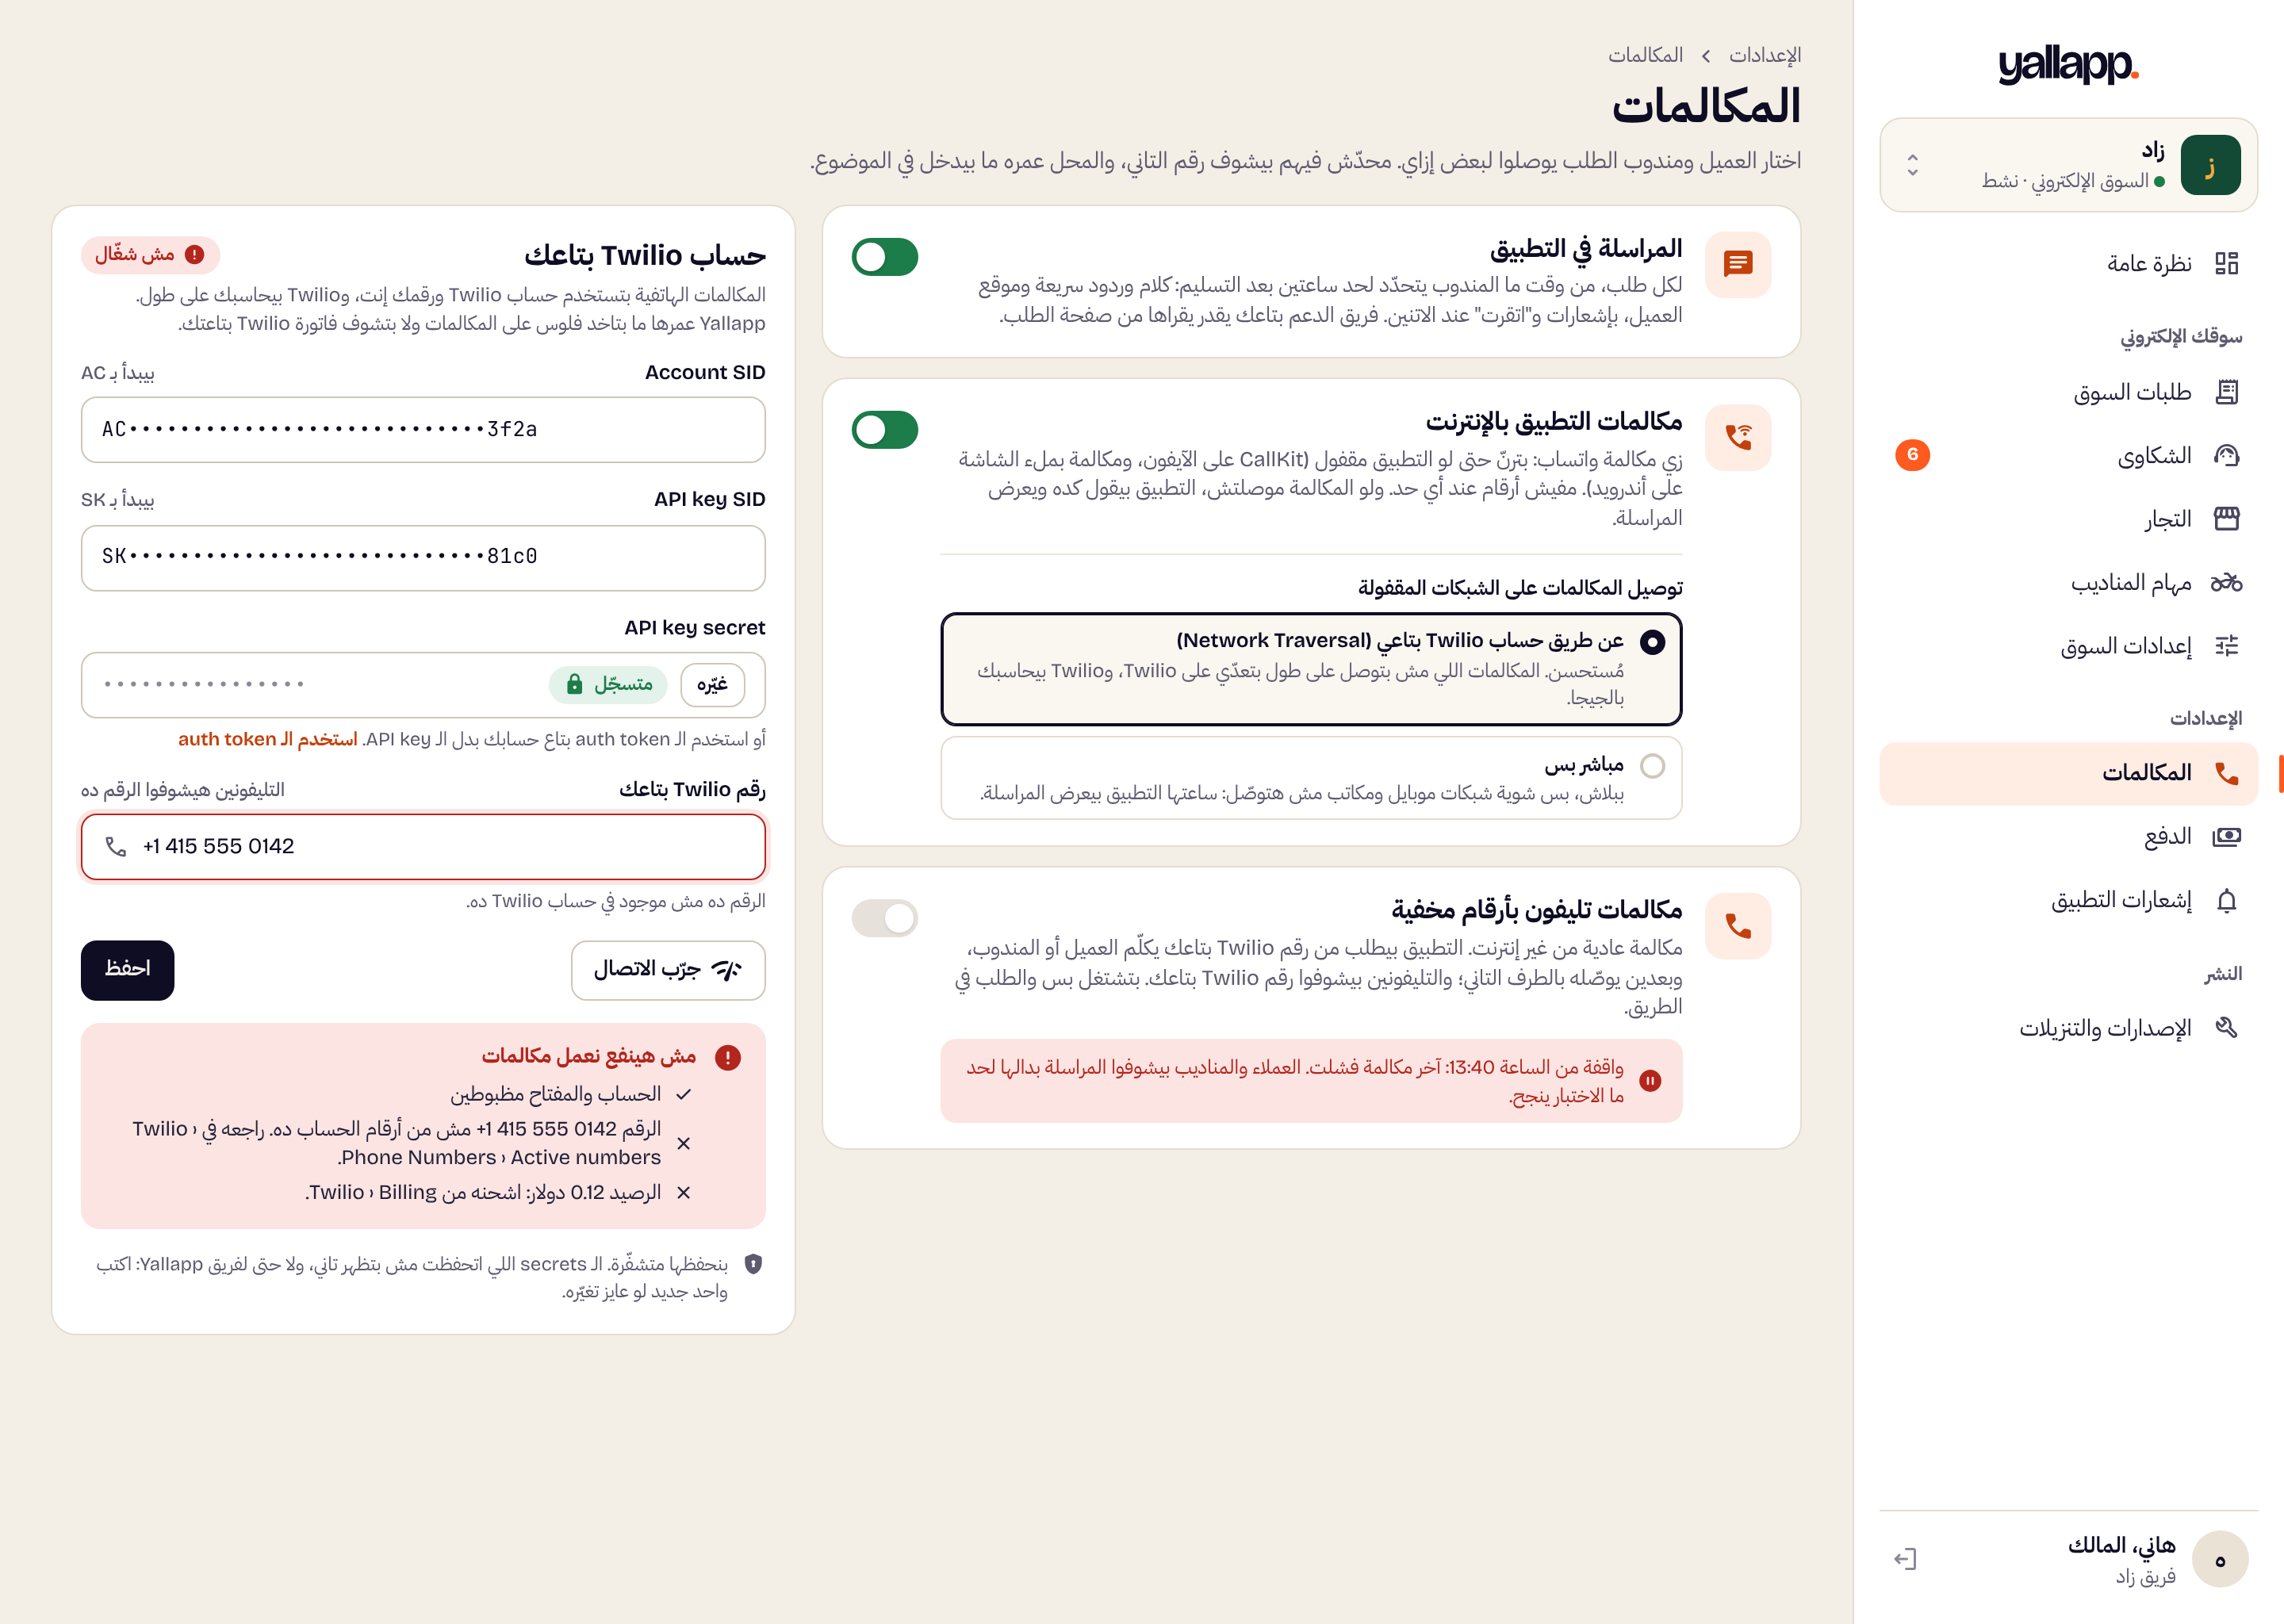 yallapp.
ز
زاد
السوق الإلكتروني · نشط
نظرة عامة
سوقك الإلكتروني
طلبات السوق
الشكاوى
6
التجار
مهام المناديب
إعدادات السوق
الإعدادات
المكالمات
الدفع
إشعارات التطبيق
النشر
الإصدارات والتنزيلات
ه
هاني، المالك
فريق زاد
الإعدادات › المكالمات
المكالمات
اختار العميل ومندوب الطلب يوصلوا لبعض إزاي. محدّش فيهم بيشوف رقم التاني، والمحل عمره ما بيدخل في الموضوع.
المراسلة في التطبيق
لكل طلب، من وقت ما المندوب يتحدّد لحد ساعتين بعد التسليم: كلام وردود سريعة وموقع
العميل، بإشعارات و"اتقرت" عند الاتنين. فريق الدعم بتاعك يقدر يقراها من صفحة الطلب.
مكالمات التطبيق بالإنترنت
زي مكالمة واتساب: بترنّ حتى لو التطبيق مقفول (CallKit على الآيفون، ومكالمة بملء الشاشة
على أندرويد). مفيش أرقام عند أي حد. ولو المكالمة موصلتش، التطبيق بيقول كده ويعرض
المراسلة.
توصيل المكالمات على الشبكات المقفولة
عن طريق حساب Twilio بتاعي (Network Traversal)
مُستحسن. المكالمات اللي مش بتوصل على طول بتعدّي على Twilio، وTwilio بيحاسبك
بالجيجا.
مباشر بس
ببلاش، بس شوية شبكات موبايل ومكاتب مش هتوصّل: ساعتها التطبيق بيعرض المراسلة.
مكالمات تليفون بأرقام مخفية
مكالمة عادية من غير إنترنت. التطبيق بيطلب من رقم Twilio بتاعك يكلّم العميل أو المندوب،
وبعدين يوصّله بالطرف التاني؛ والتليفونين بيشوفوا رقم Twilio بتاعك. بتشتغل بس والطلب في
الطريق.
واقفة من الساعة 13:40: آخر مكالمة فشلت. العملاء والمناديب بيشوفوا المراسلة بدالها لحد
ما الاختبار ينجح.
حساب Twilio بتاعك
مش شغّال
المكالمات الهاتفية بتستخدم حساب Twilio ورقمك إنت، وTwilio بيحاسبك على طول.
Yallapp عمرها ما بتاخد فلوس على المكالمات ولا بتشوف فاتورة Twilio بتاعتك.
Account SID
بيبدأ بـ AC
AC••••••••••••••••••••••••••••3f2a
API key SID
بيبدأ بـ SK
SK••••••••••••••••••••••••••••81c0
API key secret
غيّره
متسجّل
••••••••••••••••
أو استخدم الـ auth token بتاع حسابك بدل الـ API key. استخدم الـ auth token
رقم Twilio بتاعك
التليفونين هيشوفوا الرقم ده
+1 415 555 0142
الرقم ده مش موجود في حساب Twilio ده.
جرّب الاتصال
احفظ
مش هينفع نعمل مكالمات
الحساب والمفتاح مظبوطين
الرقم +1 415 555 0142 مش من أرقام الحساب ده. راجعه في Twilio ›
Phone Numbers › Active numbers.
الرصيد 0.12 دولار: اشحنه من Twilio › Billing.
بنحفظها متشفّرة. الـ secrets اللي اتحفظت مش بتظهر تاني، ولا حتى لفريق Yallapp: اكتب
واحد جديد لو عايز تغيّره.